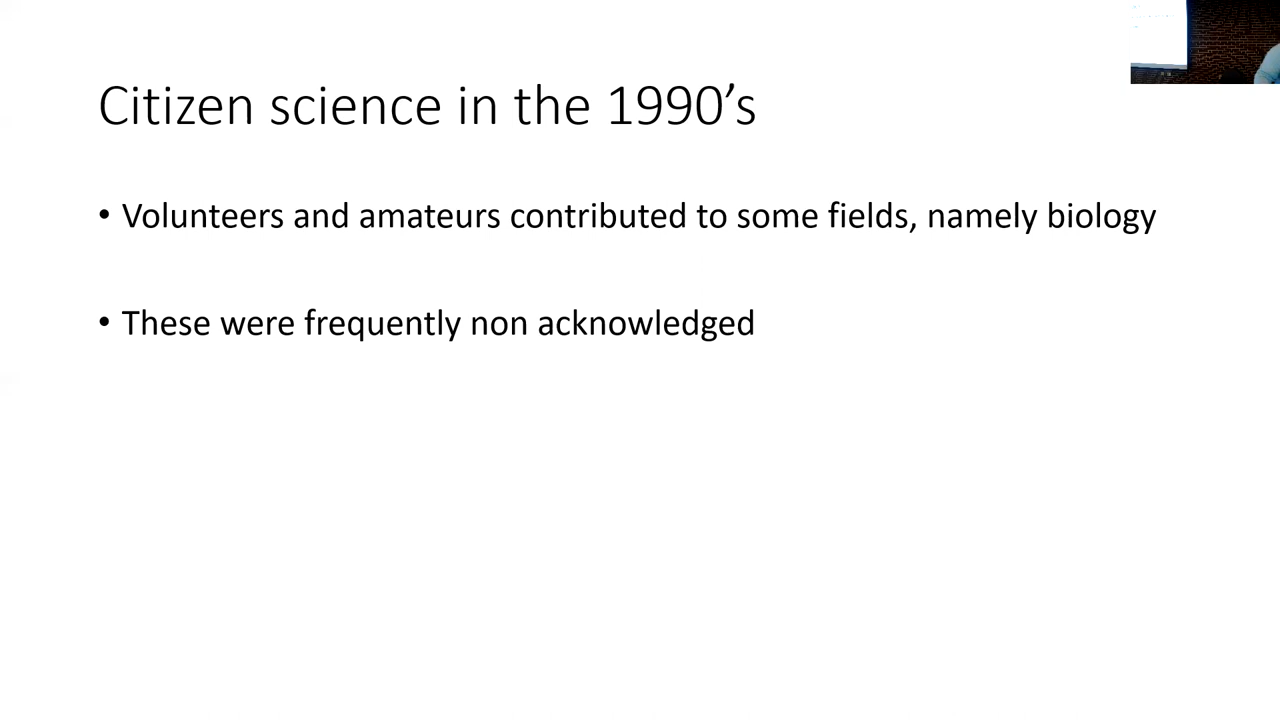 Citizen science in the 1990’s
• Volunteers and amateurs contributed to some fields, namely biology
• These were frequently non acknowledged